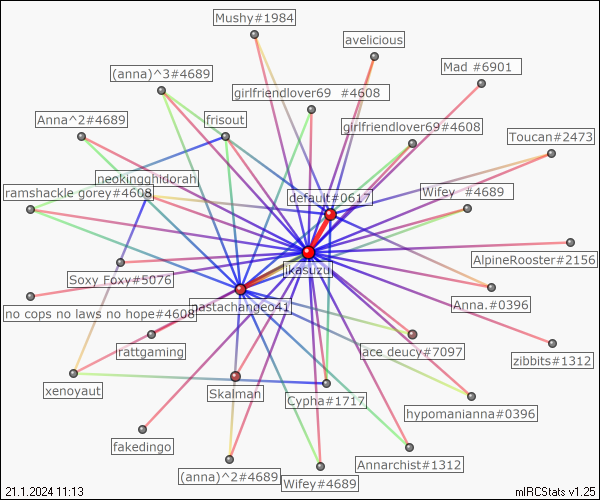 Mushy#1984
avelicious
Mad #6901
(anna)^3#4689
girlfriendlover69 #4608
Anna^2#4689
frisout
girlfriendlover69#4608
Toucan#2473
neokingghidorah
ramshackle gorey#4608
default#0617
Wifey #4689
AlpineRooster#2156
ikasuzu
Soxy Foxy#5076
Anna.#0396
no cops no laws no hope#4608
pastachangeo41
rattgaming
ace deucy#7097
zibbits#1312
xenoyaut
Skalman
Cypha#1717
hypomanianna#0396
fakedingo
Annarchist#1312
(anna)^2#4689
Wifey#4689
21.1.2024 11:13
mIRCStats v1.25